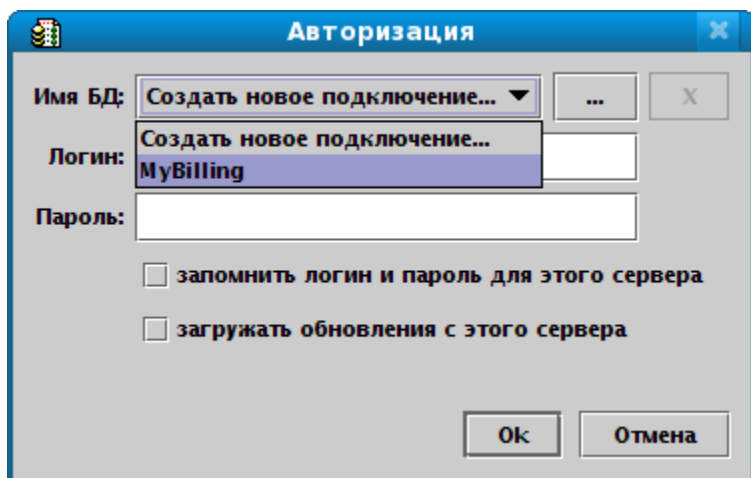 Авторизация
Имя БД: Создать новое подключение... ... X
Создать новое подключение...
Логин:
MyBilling
Пароль:
запомнить логин и пароль для этого сервера
загружать обновления с этого сервера
Ok Отмена